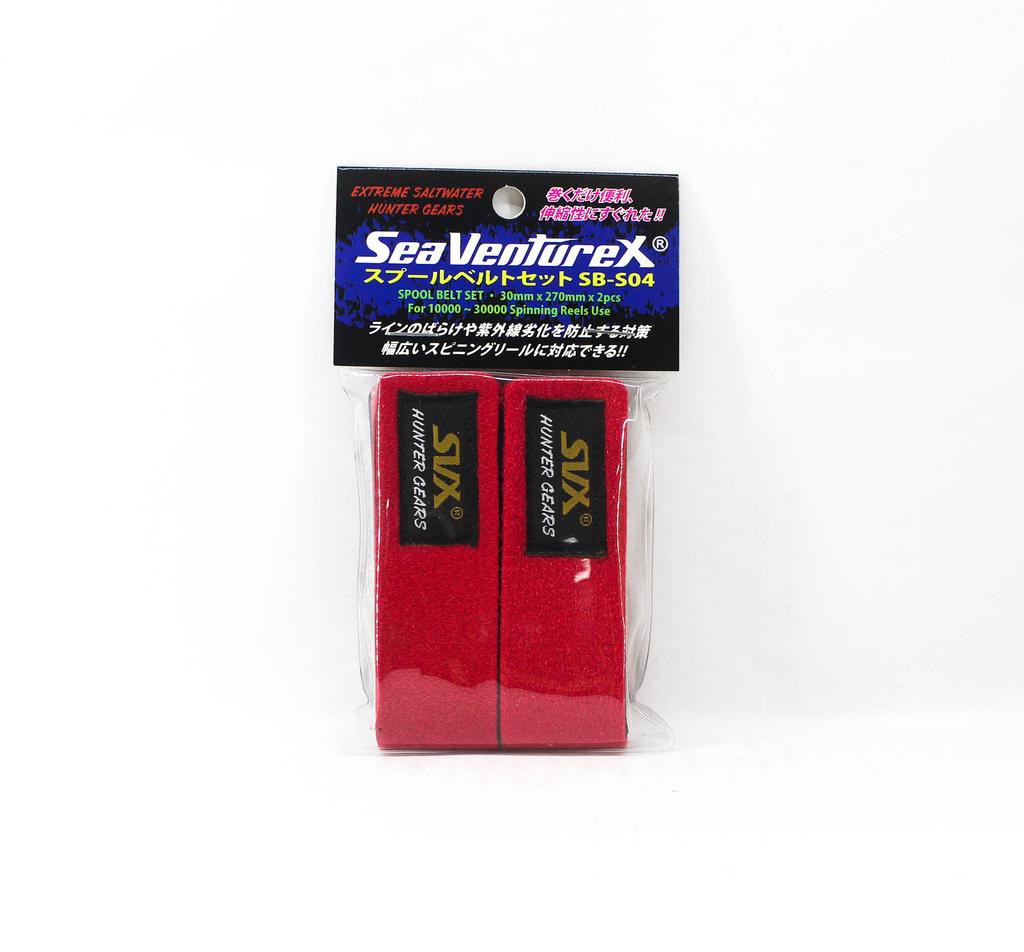 EXTREME SALTWATER
HUNTER GEARS
巻くだけ便利、
伸縮性にすぐれた!!
SeaVentureX®
スプールベルトセット SB-S04
SPOOL BELT SET • 30mm x 270mm x 2pcs
For 10000 ~ 30000 Spinning Reels Use
ラインのばらけや紫外線劣化を防止する対策
幅広いスピニングリールに対応できる!!
SVX®
HUNTER GEARS
SVX®
HUNTER GEARS